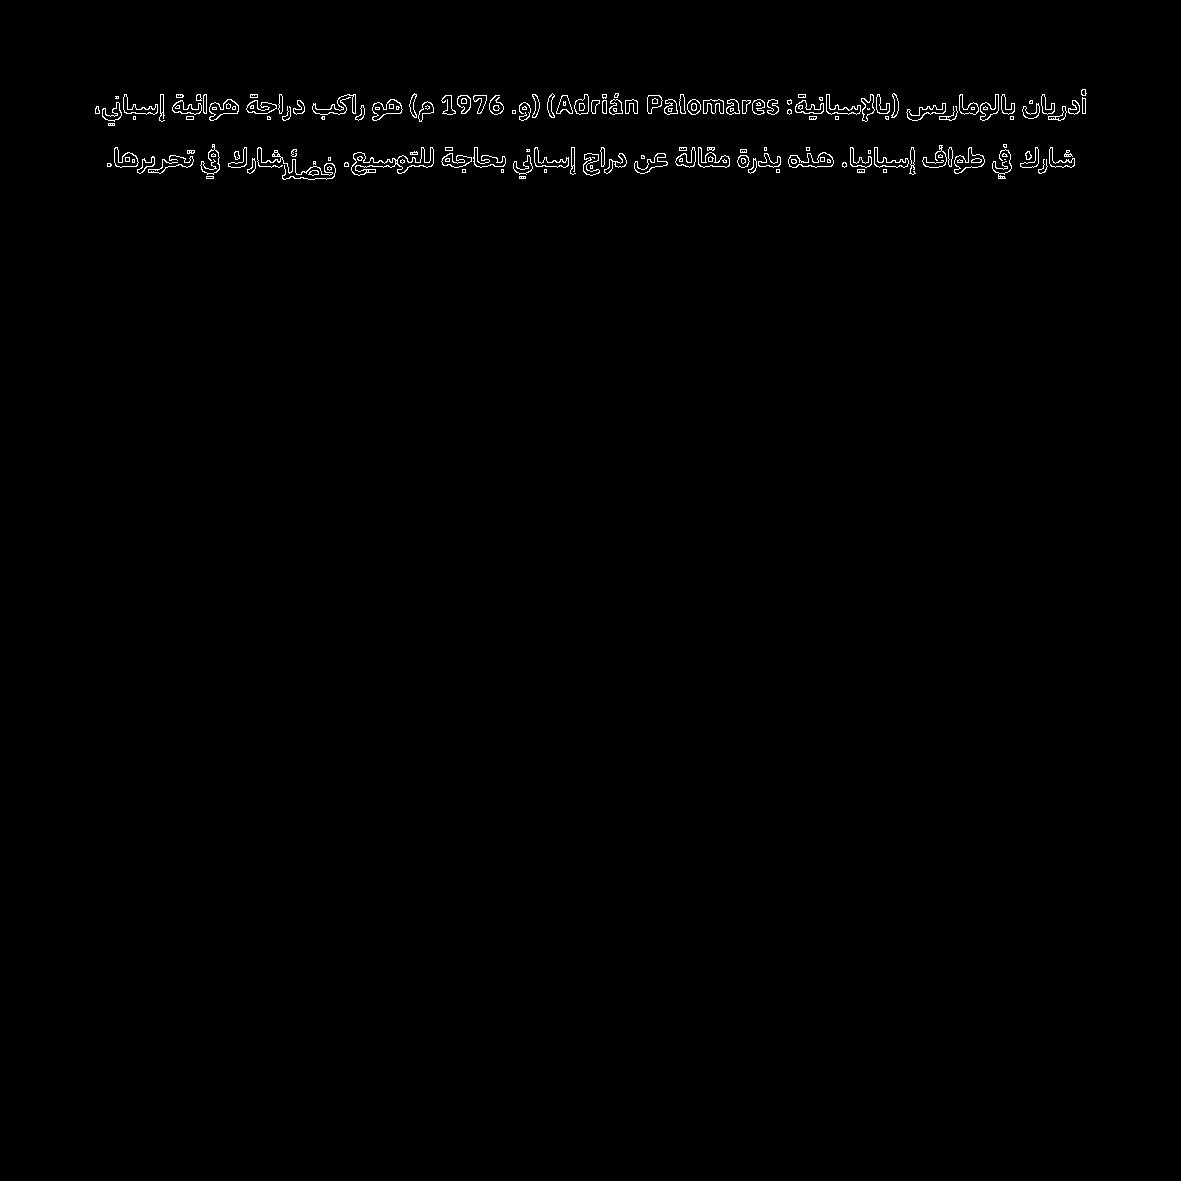 أدريان بالوماريس (بالإسبانية: Adrián Palomares) (و. 1976 م) هو راكب دراجة هوائية إسباني،
شارك في طواف إسبانيا. هذه بذرة مقالة عن دراج إسباني بحاجة للتوسيع. فضلًا شارك في تحريرها.